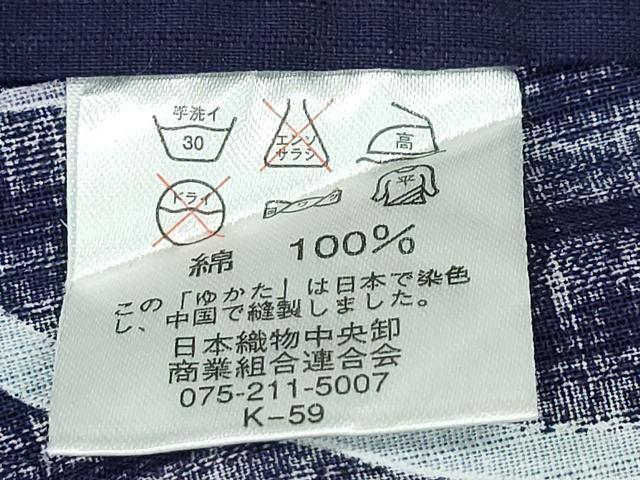 手洗イ
30
エンソ
サラシ
高
ドライ
平
綿 100%
この「ゆかた」は日本で染色
し、中国で縫製しました。
日本織物中央卸
商業組合連合会
075-211-5007
K-59